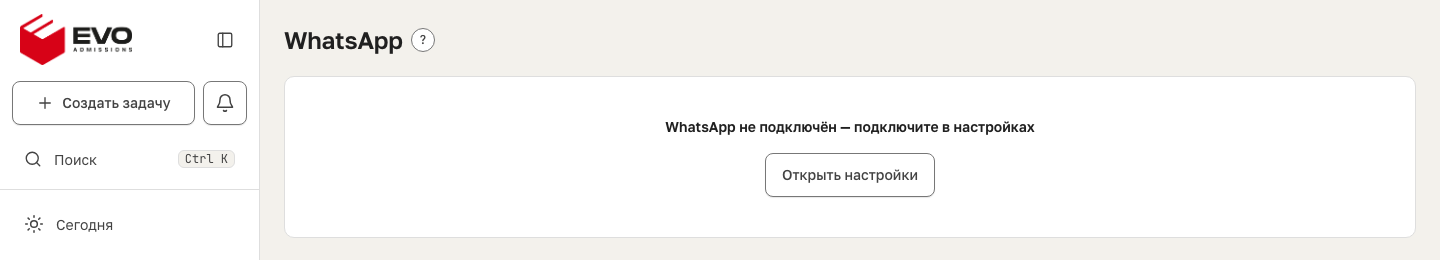 EVO
ADMISSIONS
Создать задачу
Поиск
Ctrl K
Сегодня
WhatsApp
?
WhatsApp не подключён — подключите в настройках
Открыть настройки